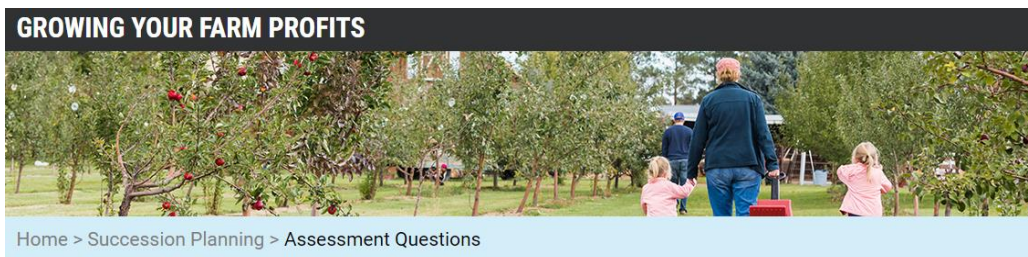 GROWING YOUR FARM PROFITS
Home > Succession Planning > Assessment Questions